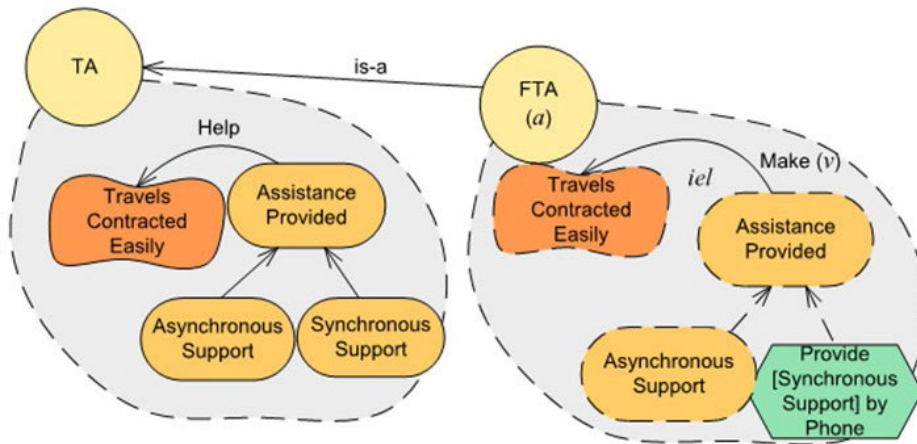 TA
is-a
FTA
(a)
Help
Travels
Contracted
Easily
Assistance
Provided
Asynchronous
Support
Synchronous
Support
Make (v)
iel
Travels
Contracted
Easily
Assistance
Provided
Asynchronous
Support
Provide
[Synchronous
Support] by
Phone